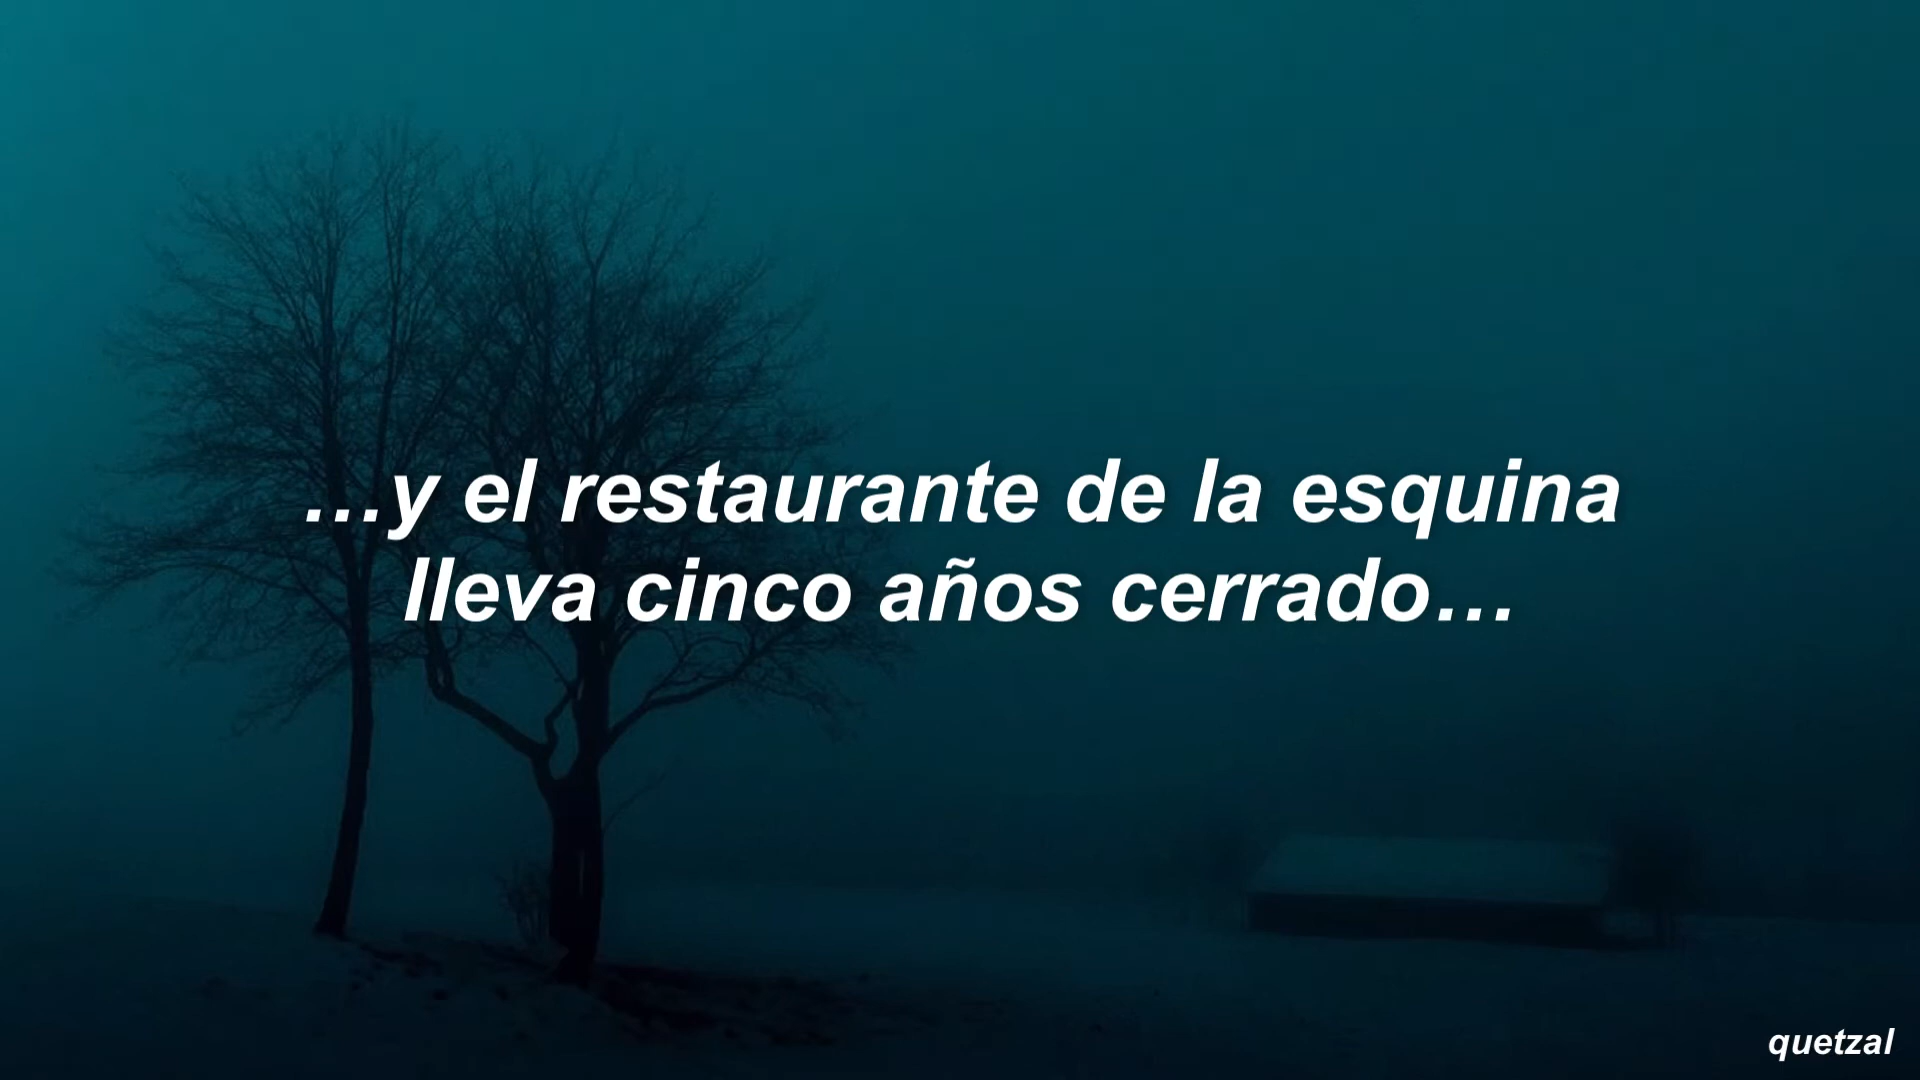 …y el restaurante de la esquina
lleva cinco años cerrado…
quetzal